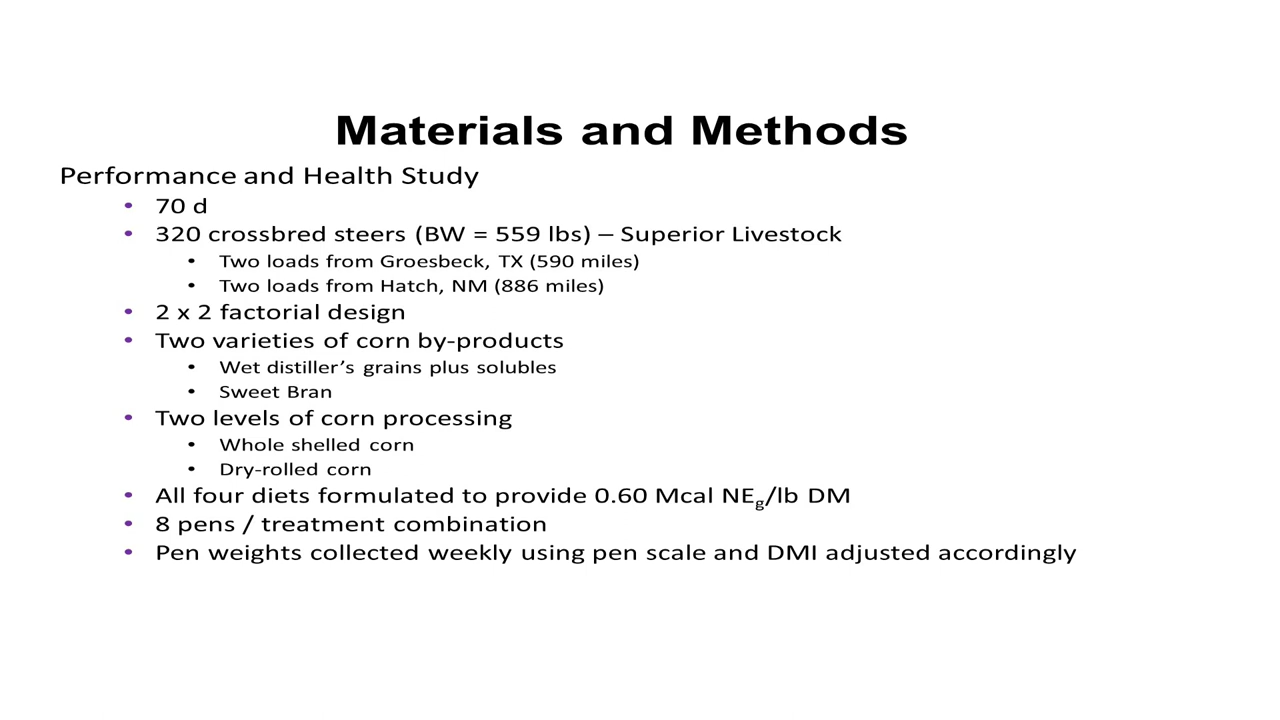 Materials and Methods
Performance and Health Study
• 70 d
• 320 crossbred steers (BW = 559 lbs) – Superior Livestock
• Two loads from Groesbeck, TX (590 miles)
• Two loads from Hatch, NM (886 miles)
• 2 x 2 factorial design
• Two varieties of corn by-products
• Wet distiller’s grains plus solubles
• Sweet Bran
• Two levels of corn processing
• Whole shelled corn
• Dry-rolled corn
• All four diets formulated to provide 0.60 Mcal NEg/lb DM
• 8 pens / treatment combination
• Pen weights collected weekly using pen scale and DMI adjusted accordingly